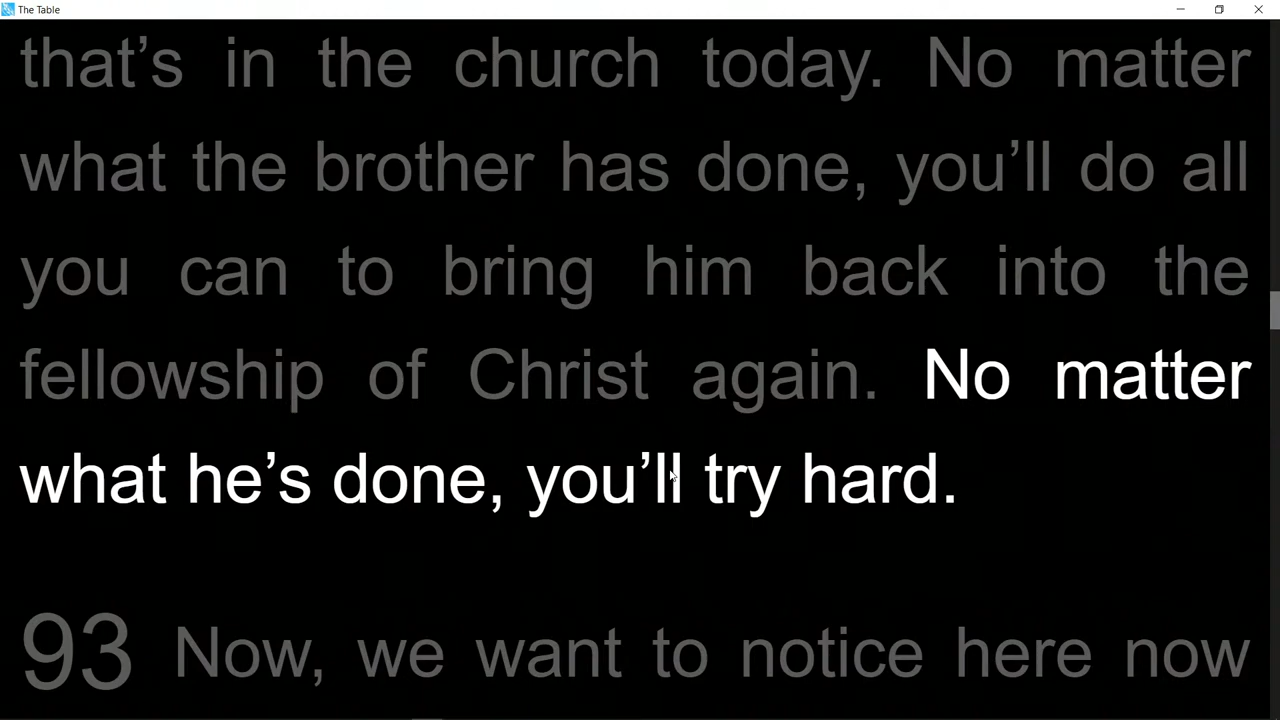 The Table
that’s in the church today. No matter
what the brother has done, you’ll do all
you can to bring him back into the
fellowship of Christ again. No matter
what he’s done, you’ll try hard.
93 Now, we want to notice here now